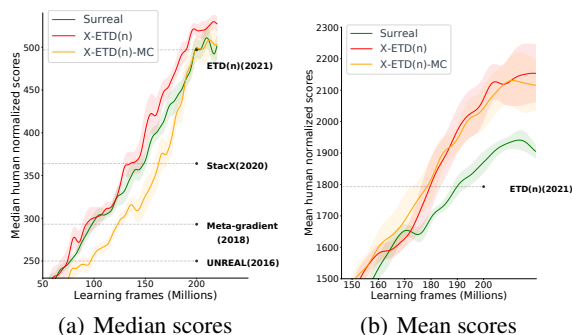 Surreal
X-ETD(n)
X-ETD(n)-MC
Median human normalized scores
500
450
400
350
300
250
ETD(n)(2021)
StacX(2020)
Meta-gradient
(2018)
UNREAL(2016)
50
100
150
200
250
Learning frames (Millions)
(a) Median scores
Surreal
X-ETD(n)
X-ETD(n)-MC
Mean human normalized scores
2300
2200
2100
2000
1900
1800
1700
1600
1500
ETD(n)(2021)
150
160
170
180
190
200
Learning frames (Millions)
(b) Mean scores